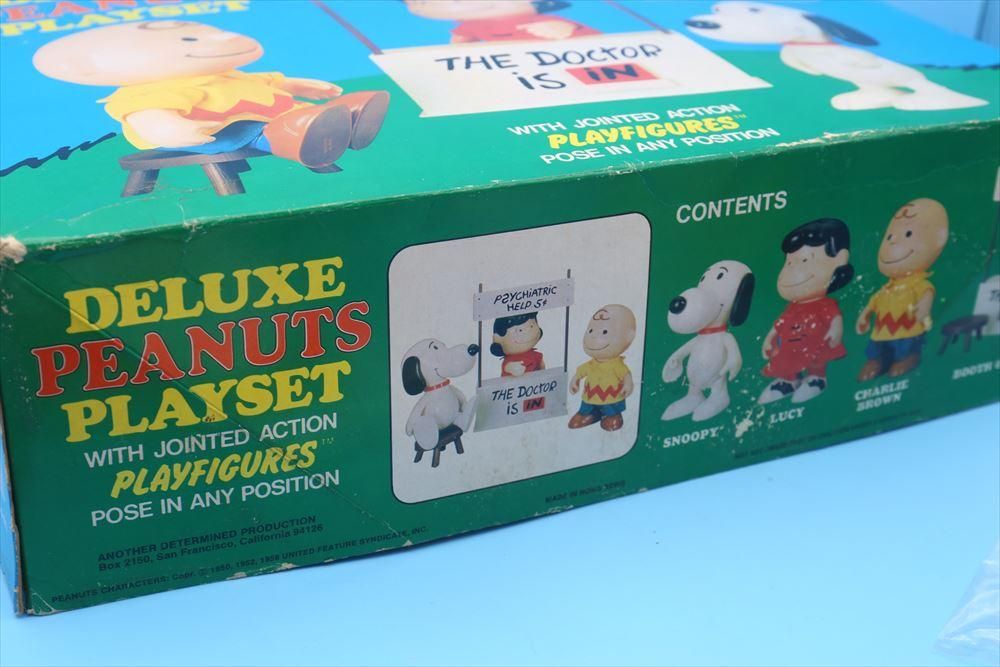 PLAYSET
THE DOCTOR
iS IN
WITH JOINTED ACTION
PLAYFIGURES™
POSE IN ANY POSITION
DELUXE
PEANUTS
PLAYSET
WITH JOINTED ACTION
PLAYFIGURES™
POSE IN ANY POSITION
ANOTHER DETERMINED PRODUCTION
Box 2150, San Francisco, California 94126
PEANUTS CHARACTERS: Copr. © 1950, 1952, 1958 UNITED FEATURE SYNDICATE, INC.
PSYCHiATRIC
HELP 5¢
THE DOCTOR
iS IN
MADE IN HONG KONG
CONTENTS
SNOOPY
LUCY
CHARLIE
BROWN
BOOTH